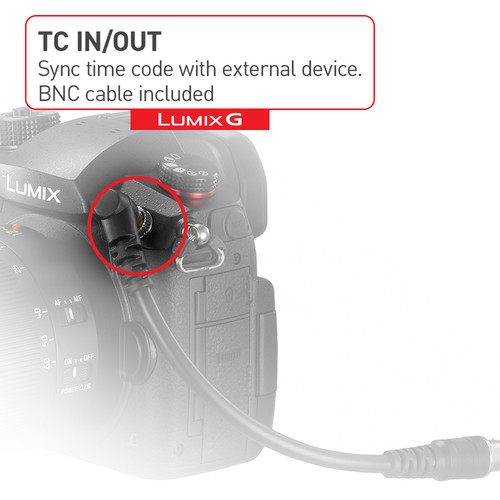 TC IN/OUT
Sync time code with external device.
BNC cable included
LUMIX G
LUMIX
AF MF
ON OFF
POWER O.I.S.